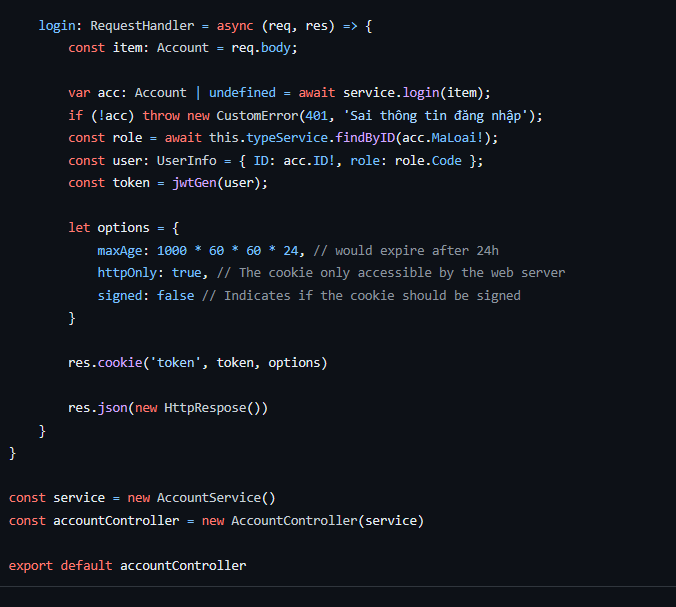 login: RequestHandler = async (req, res) => {
const item: Account = req.body;
var acc: Account | undefined = await service.login(item);
if (!acc) throw new CustomError(401, 'Sai thông tin đăng nhập');
const role = await this.typeService.findByID(acc.MaLoai!);
const user: UserInfo = { ID: acc.ID!, role: role.Code };
const token = jwtGen(user);
let options = {
maxAge: 1000 * 60 * 60 * 24, // would expire after 24h
httpOnly: true, // The cookie only accessible by the web server
signed: false // Indicates if the cookie should be signed
}
res.cookie('token', token, options)
res.json(new HttpRespose())
}
}
const service = new AccountService()
const accountController = new AccountController(service)
export default accountController